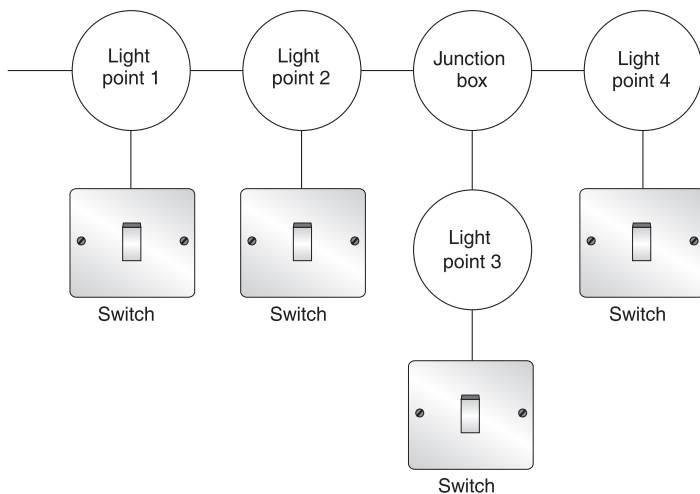 Light
point 1
Light
point 2
Junction
box
Light
point 4
Light
point 3
Switch
Switch
Switch
Switch